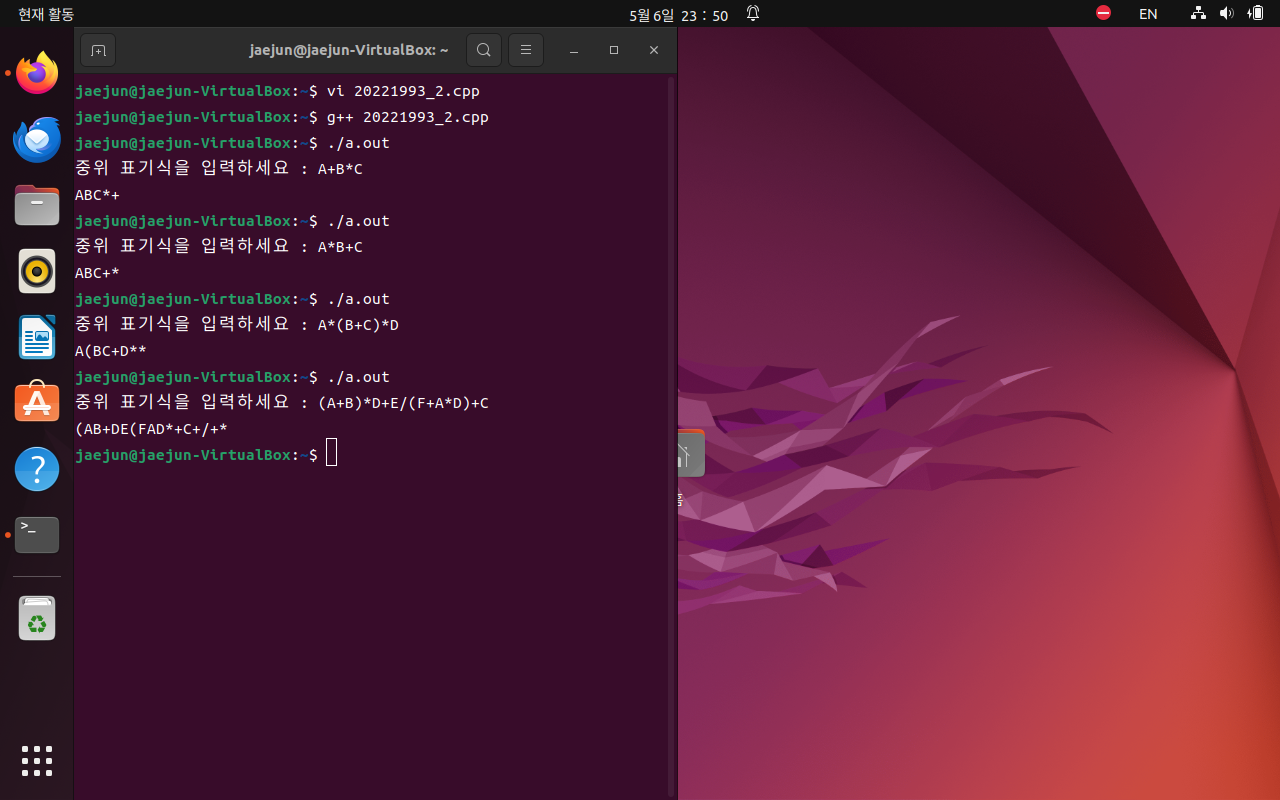 현재 활동
5월 6일 23 : 50
EN
jaejun@jaejun-VirtualBox: ~
jaejun@jaejun-VirtualBox:~$ vi 20221993_2.cpp
jaejun@jaejun-VirtualBox:~$ g++ 20221993_2.cpp
jaejun@jaejun-VirtualBox:~$ ./a.out
중위 표기식을 입력하세요 : A+B*C
ABC*+
jaejun@jaejun-VirtualBox:~$ ./a.out
중위 표기식을 입력하세요 : A*B+C
ABC+*
jaejun@jaejun-VirtualBox:~$ ./a.out
중위 표기식을 입력하세요 : A*(B+C)*D
A(BC+D**
jaejun@jaejun-VirtualBox:~$ ./a.out
중위 표기식을 입력하세요 : (A+B)*D+E/(F+A*D)+C
(AB+DE(FAD*+C+/+*
jaejun@jaejun-VirtualBox:~$
홈